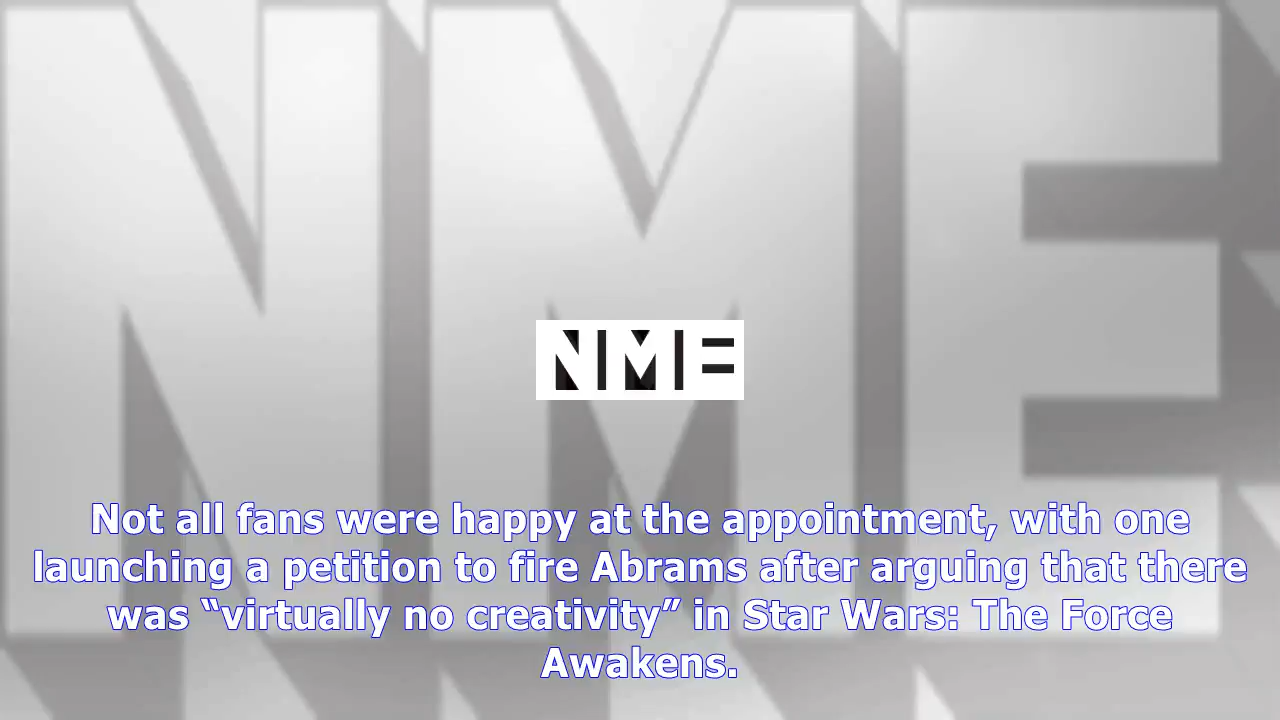 NME
NME
Not all fans were happy at the appointment, with one
launching a petition to fire Abrams after arguing that there
was “virtually no creativity” in Star Wars: The Force
Awakens.